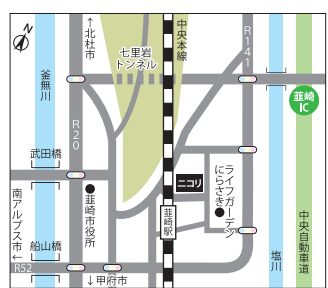 N
←北杜市
七里岩
トンネル
中央本線
R141
釜無川
韮崎
IC
R20
武田橋
ニコリ
ライフガーデン
にらさき
韮崎市役所
韮崎駅
南アルプス市←
船山橋
塩川
中央自動車道
R52
↓甲府市